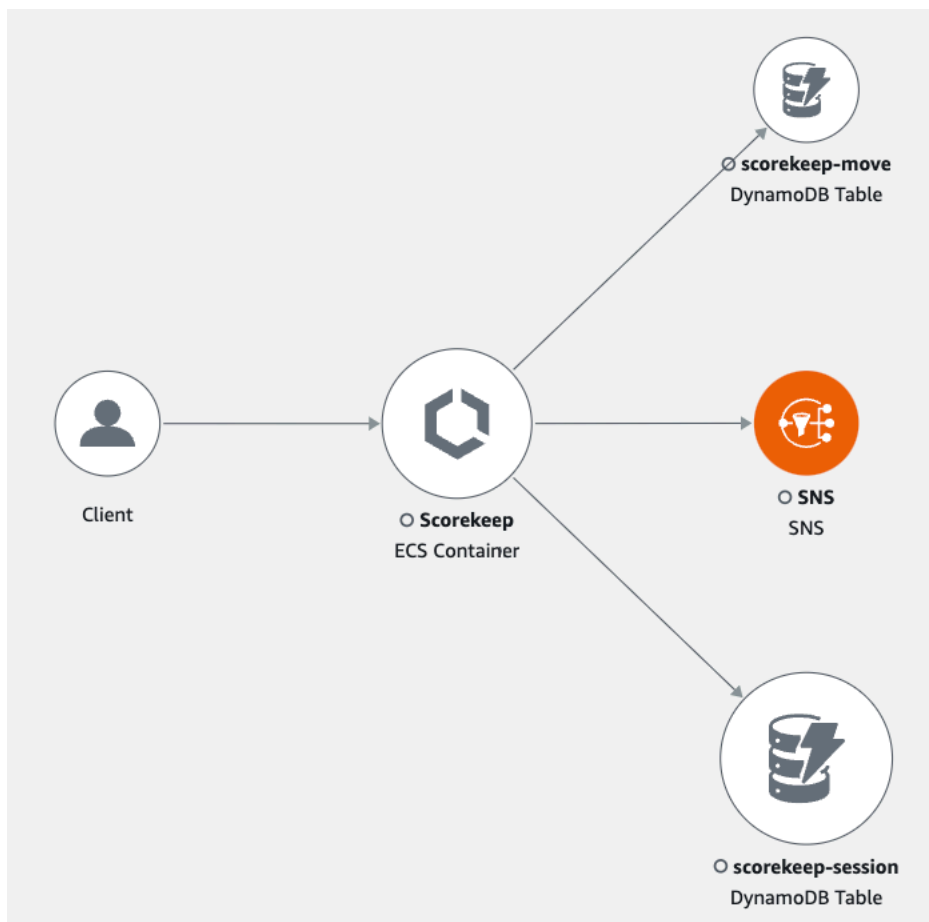 scorekeep-move
DynamoDB Table
Client
Scorekeep
ECS Container
SNS
SNS
scorekeep-session
DynamoDB Table